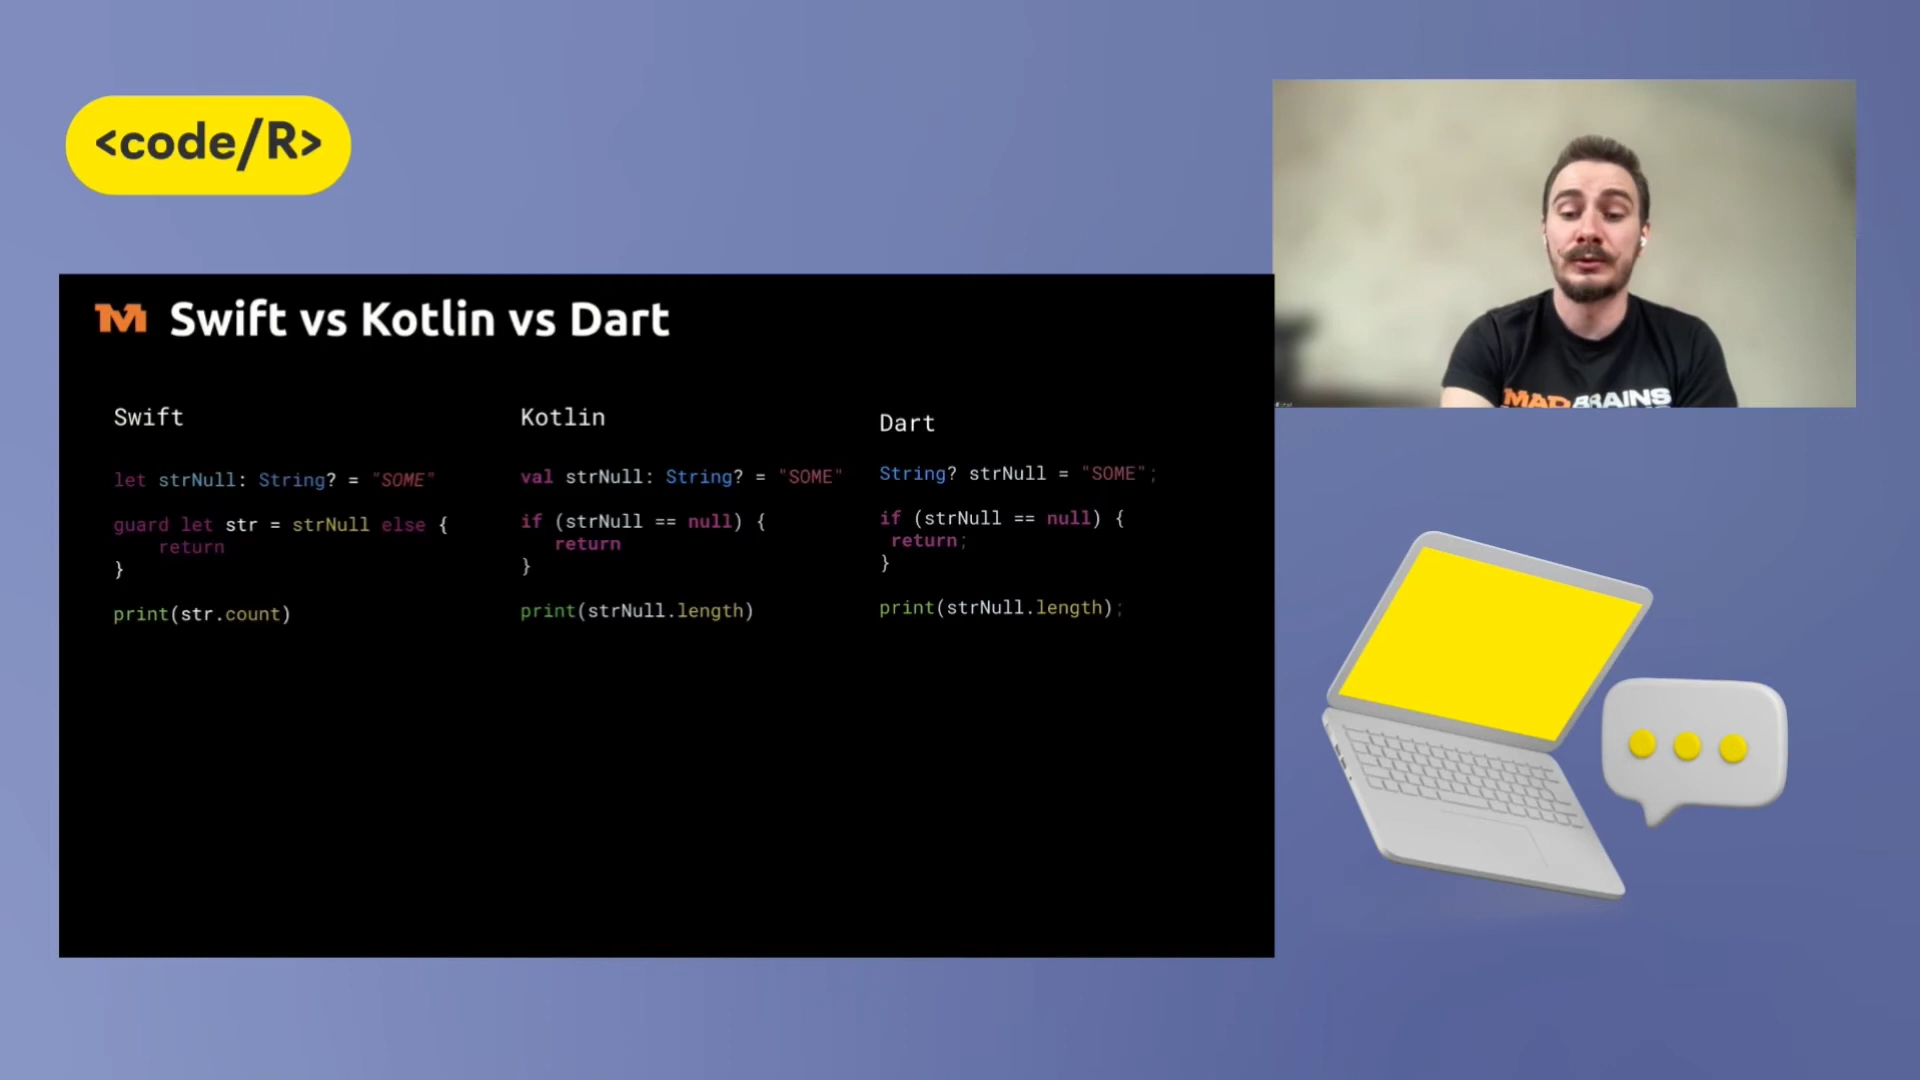 <code/R>
Swift vs Kotlin vs Dart
Swift
let strNull: String? = "SOME"
guard let str = strNull else {
    return
}
print(str.count)
Kotlin
val strNull: String? = "SOME"
if (strNull == null) {
   return
}
print(strNull.length)
Dart
String? strNull = "SOME";
if (strNull == null) {
 return;
}
print(strNull.length);
MAD BRAINS